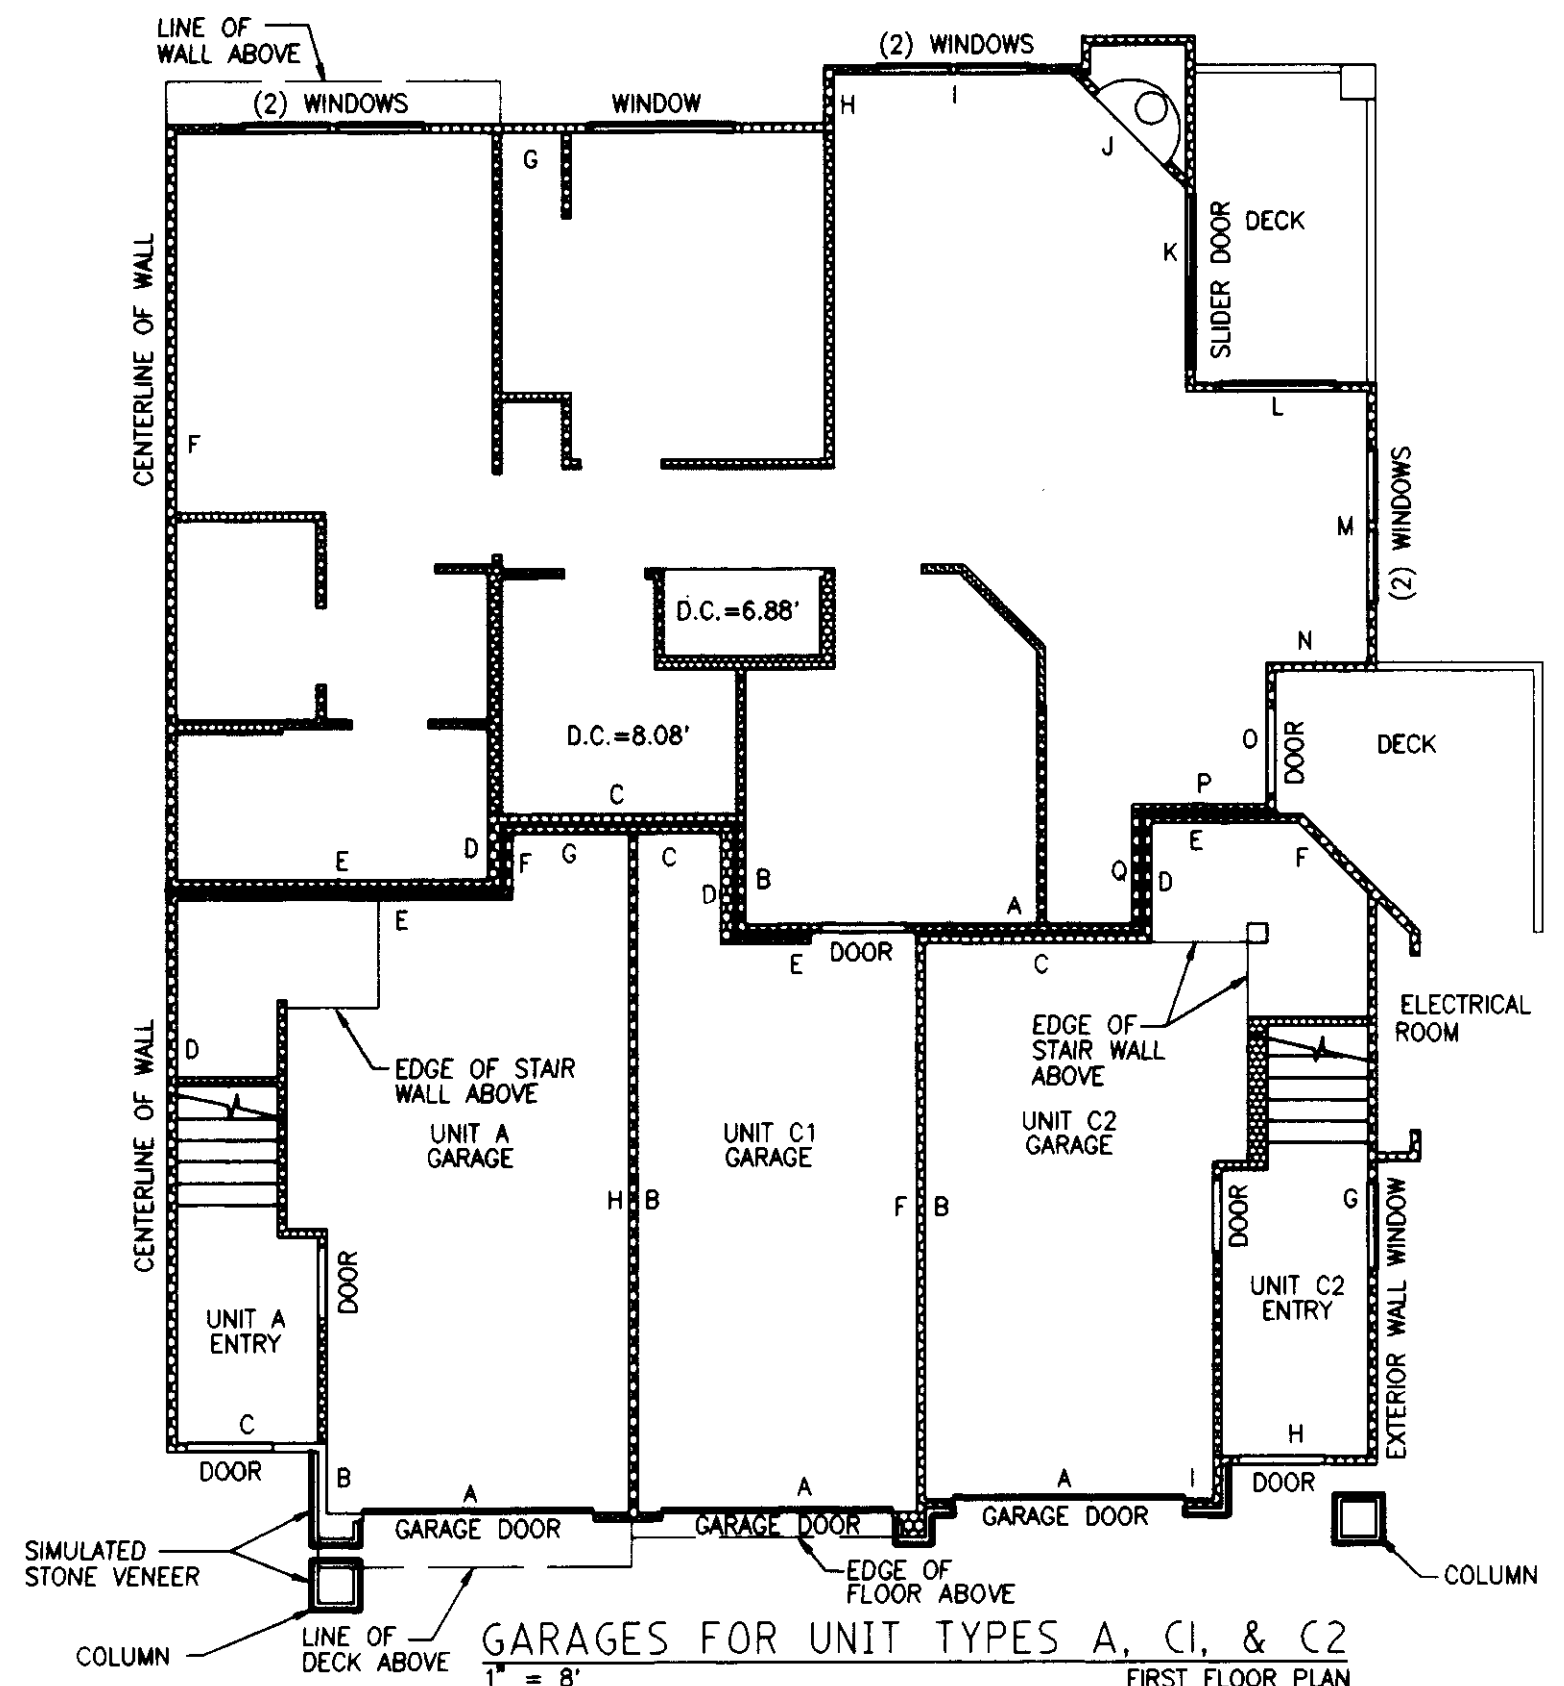 LINE OF
WALL ABOVE
(2) WINDOWS
(2) WINDOWS
WINDOW
H
I
J
G
DECK
K
SLIDER DOOR
CENTERLINE OF WALL
F
L
M
(2) WINDOWS
D.C.=6.88'
N
D.C.=8.08'
O
DOOR
DECK
C
P
E
D
F
G
C
D
B
Q
D
E
F
E
A
E
DOOR
C
ELECTRICAL
ROOM
EDGE OF
STAIR WALL
ABOVE
D
CENTERLINE OF WALL
EDGE OF STAIR
WALL ABOVE
UNIT A
GARAGE
UNIT C1
GARAGE
UNIT C2
GARAGE
H
B
F
B
DOOR
G
EXTERIOR WALL WINDOW
DOOR
UNIT A
ENTRY
UNIT C2
ENTRY
C
DOOR
H
DOOR
B
A
GARAGE DOOR
A
GARAGE DOOR
A
GARAGE DOOR
I
SIMULATED
STONE VENEER
EDGE OF
FLOOR ABOVE
COLUMN
COLUMN
LINE OF
DECK ABOVE
GARAGES FOR UNIT TYPES A, C1, & C2
1" = 8'
FIRST FLOOR PLAN